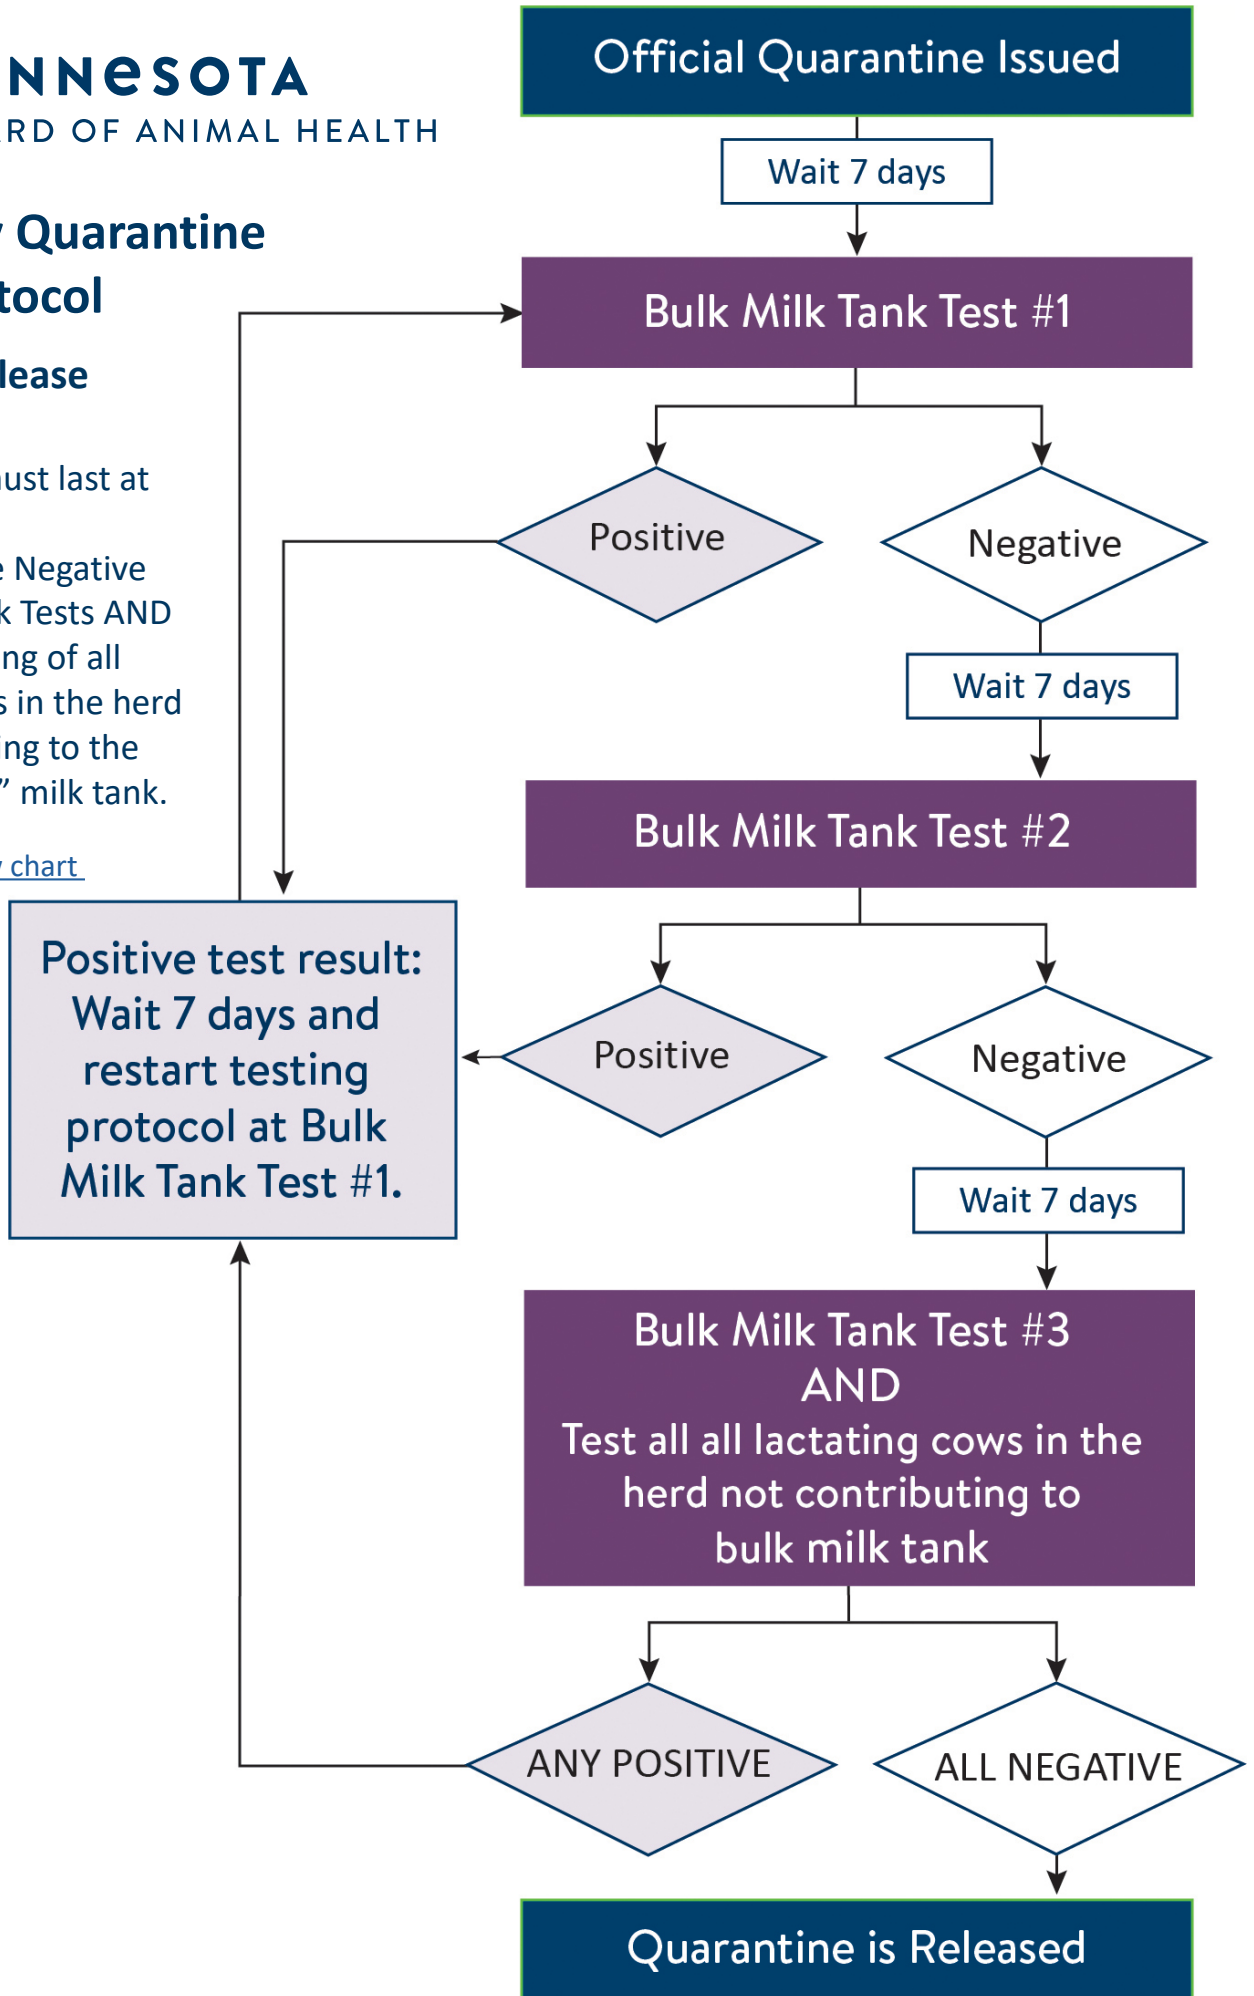 NNeSOTA
RD OF ANIMAL HEALTH
Quarantine
tocol
lease
ust last at
e Negative
k Tests AND
ng of all
s in the herd
ing to the
” milk tank.
chart
Official Quarantine Issued
Wait 7 days
Bulk Milk Tank Test #1
Positive
Negative
Wait 7 days
Bulk Milk Tank Test #2
Positive
Negative
Positive test result:
Wait 7 days and
restart testing
protocol at Bulk
Milk Tank Test #1.
Wait 7 days
Bulk Milk Tank Test #3
AND
Test all all lactating cows in the
herd not contributing to
bulk milk tank
ANY POSITIVE
ALL NEGATIVE
Quarantine is Released